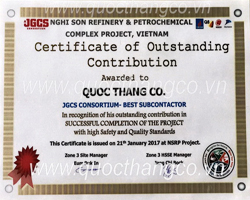 JGCS NGHI SON REFINERY & PETROCHEMICAL
COMPLEX PROJECT, VIETNAM
Certificate of Outstanding
Contribution
Awarded to
QUOC THANG CO.
JGCS CONSORTIUM- BEST SUBCONTACTOR
In recognition of his outstanding contribution in
SUCCESSFUL COMPLETION OF THE PROJECT
with high Safety and Quality Standards
This Certificate is issued on 21st January 2017 at NSRP Project.
Zone 3 Site Manager Zone 3 HSSE Manager
www.quocthangco.com.vn